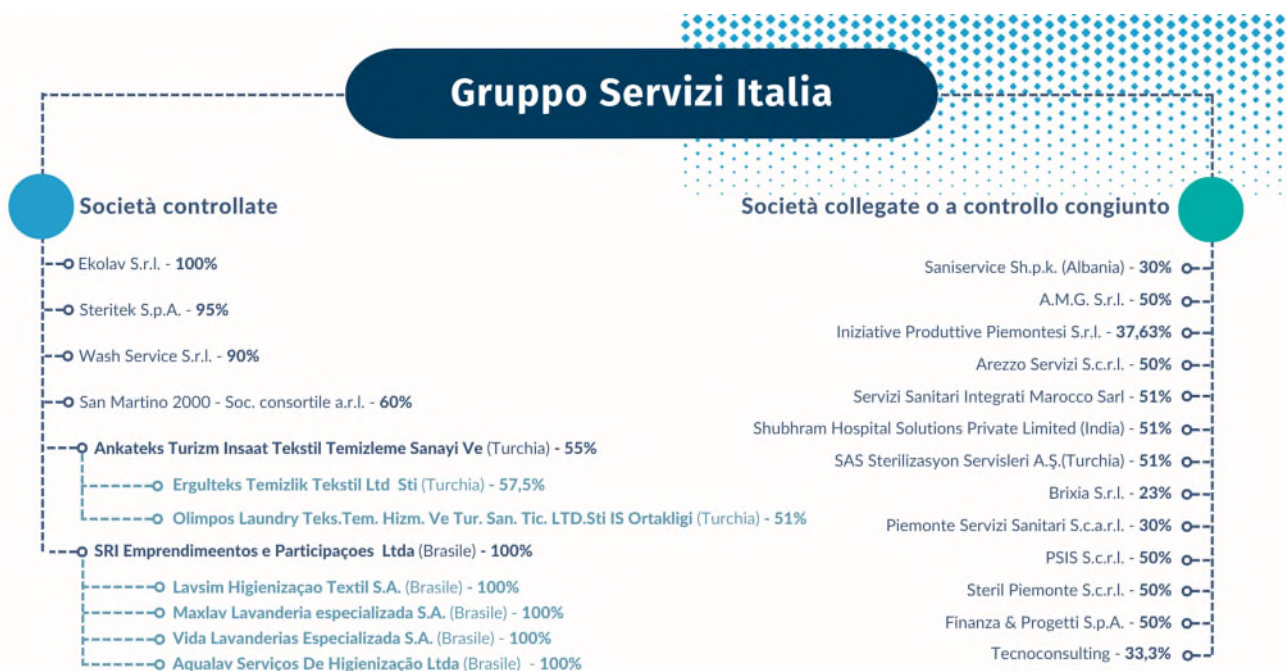 Gruppo Servizi Italia
Società controllate
Ekolav S.r.l. - 100%
Steritek S.p.A. - 95%
Wash Service S.r.l. - 90%
San Martino 2000 - Soc. consortile a.r.l. - 60%
Ankateks Turizm Insaat Tekstil Temizleme Sanayi Ve (Turchia) - 55%
Ergulteks Temizlik Tekstil Ltd Sti (Turchia) - 57,5%
Olimpos Laundry Teks.Tem. Hizm. Ve Tur. San. Tic. LTD.Sti IS Ortakligi (Turchia) - 51%
SRI Emprendimeentos e Participaçoes Ltda (Brasile) - 100%
Lavsim Higienizaçao Textil S.A. (Brasile) - 100%
Maxlav Lavanderia especializada S.A. (Brasile) - 100%
Vida Lavanderias Especializada S.A. (Brasile) - 100%
Aqualav Serviços De Higienização Ltda (Brasile) - 100%
Società collegate o a controllo congiunto
Saniservice Sh.p.k. (Albania) - 30%
A.M.G. S.r.l. - 50%
Iniziative Produttive Piemontesi S.r.l. - 37,63%
Arezzo Servizi S.c.r.l. - 50%
Servizi Sanitari Integrati Marocco Sarl - 51%
Shubhram Hospital Solutions Private Limited (India) - 51%
SAS Sterilizasyon Servisleri A.Ş.(Turchia) - 51%
Brixia S.r.l. - 23%
Piemonte Servizi Sanitari S.c.a.r.l. - 30%
PSIS S.c.r.l. - 50%
Steril Piemonte S.c.r.l. - 50%
Finanza & Progetti S.p.A. - 50%
Tecnoconsulting - 33,3%